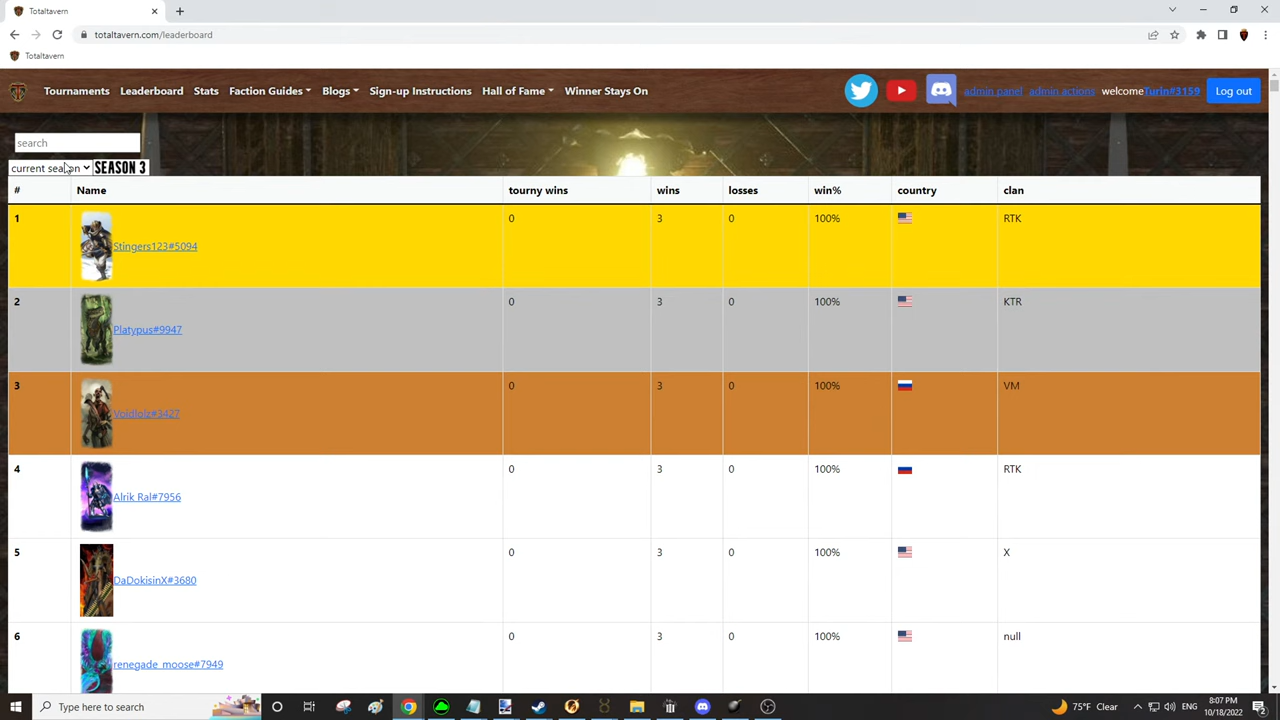 Totaltavern
totaltavern.com/leaderboard
Totaltavern
Tournaments Leaderboard Stats Faction Guides Blogs Sign-up Instructions Hall of Fame Winner Stays On admin panel admin actions welcomeTurin#3159 Log out
search
current season SEASON 3
# Name tourny wins wins losses win% country clan
1 Stingers123#5094 0 3 0 100% RTK
2 Platypus#9947 0 3 0 100% KTR
3 Voidlolz#3427 0 3 0 100% VM
4 Alrik Ral#7956 0 3 0 100% RTK
5 DaDokisinX#3680 0 3 0 100% X
6 renegade_moose#7949 0 3 0 100% null
Type here to search
75°F Clear ENG 8:07 PM
10/18/2022 2